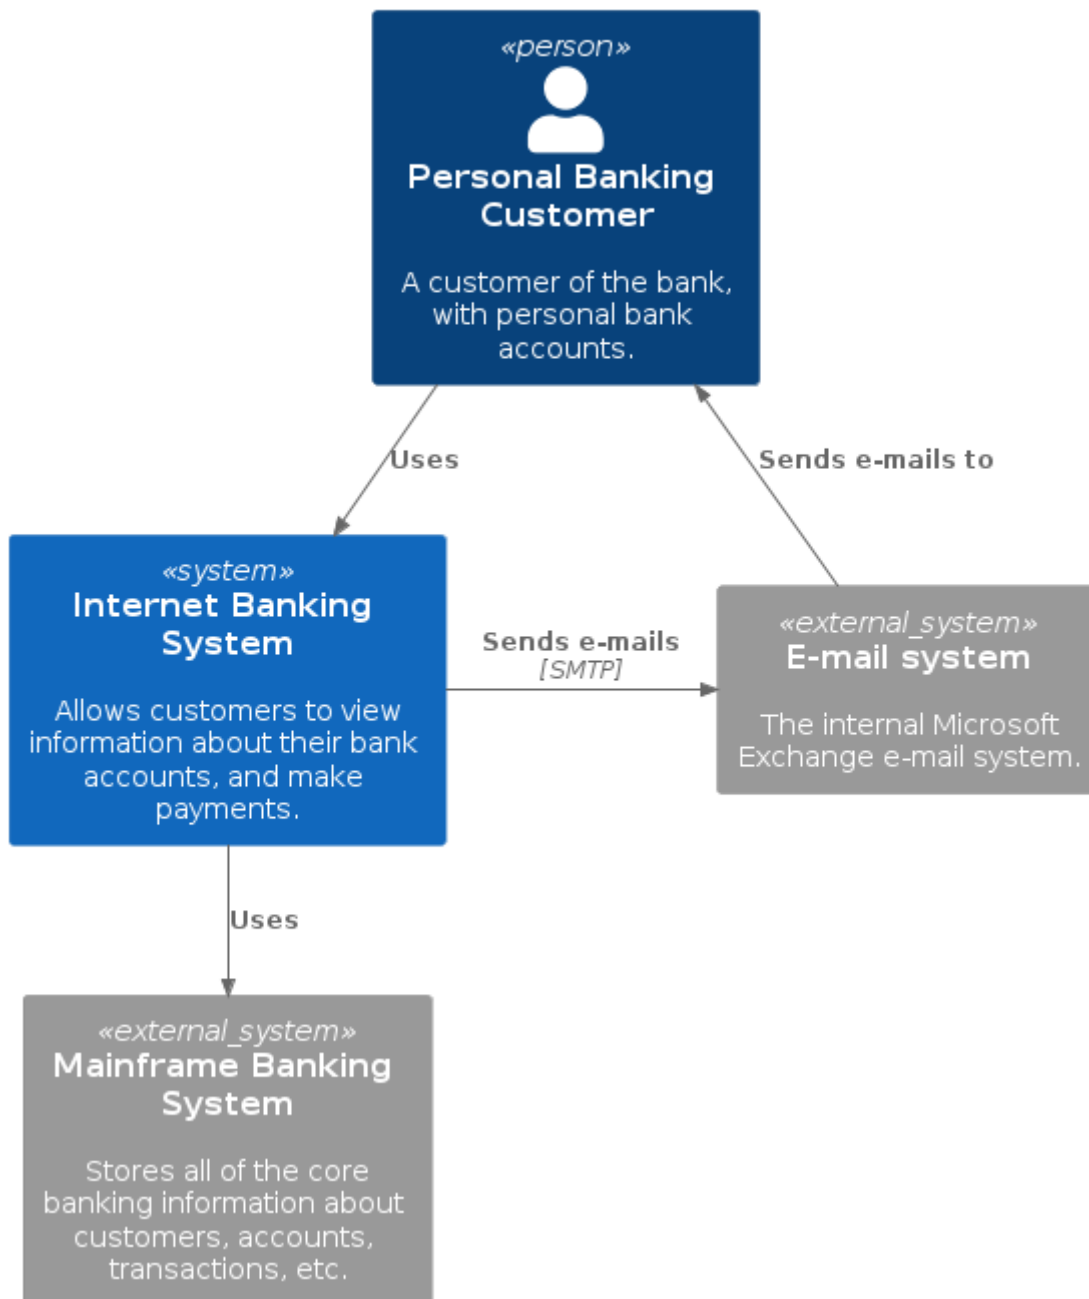 «person»
Personal Banking
Customer
A customer of the bank,
with personal bank
accounts.
Uses
Sends e-mails to
«system»
Internet Banking
System
Allows customers to view
information about their bank
accounts, and make
payments.
Sends e-mails
[SMTP]
«external_system»
E-mail system
The internal Microsoft
Exchange e-mail system.
Uses
«external_system»
Mainframe Banking
System
Stores all of the core
banking information about
customers, accounts,
transactions, etc.